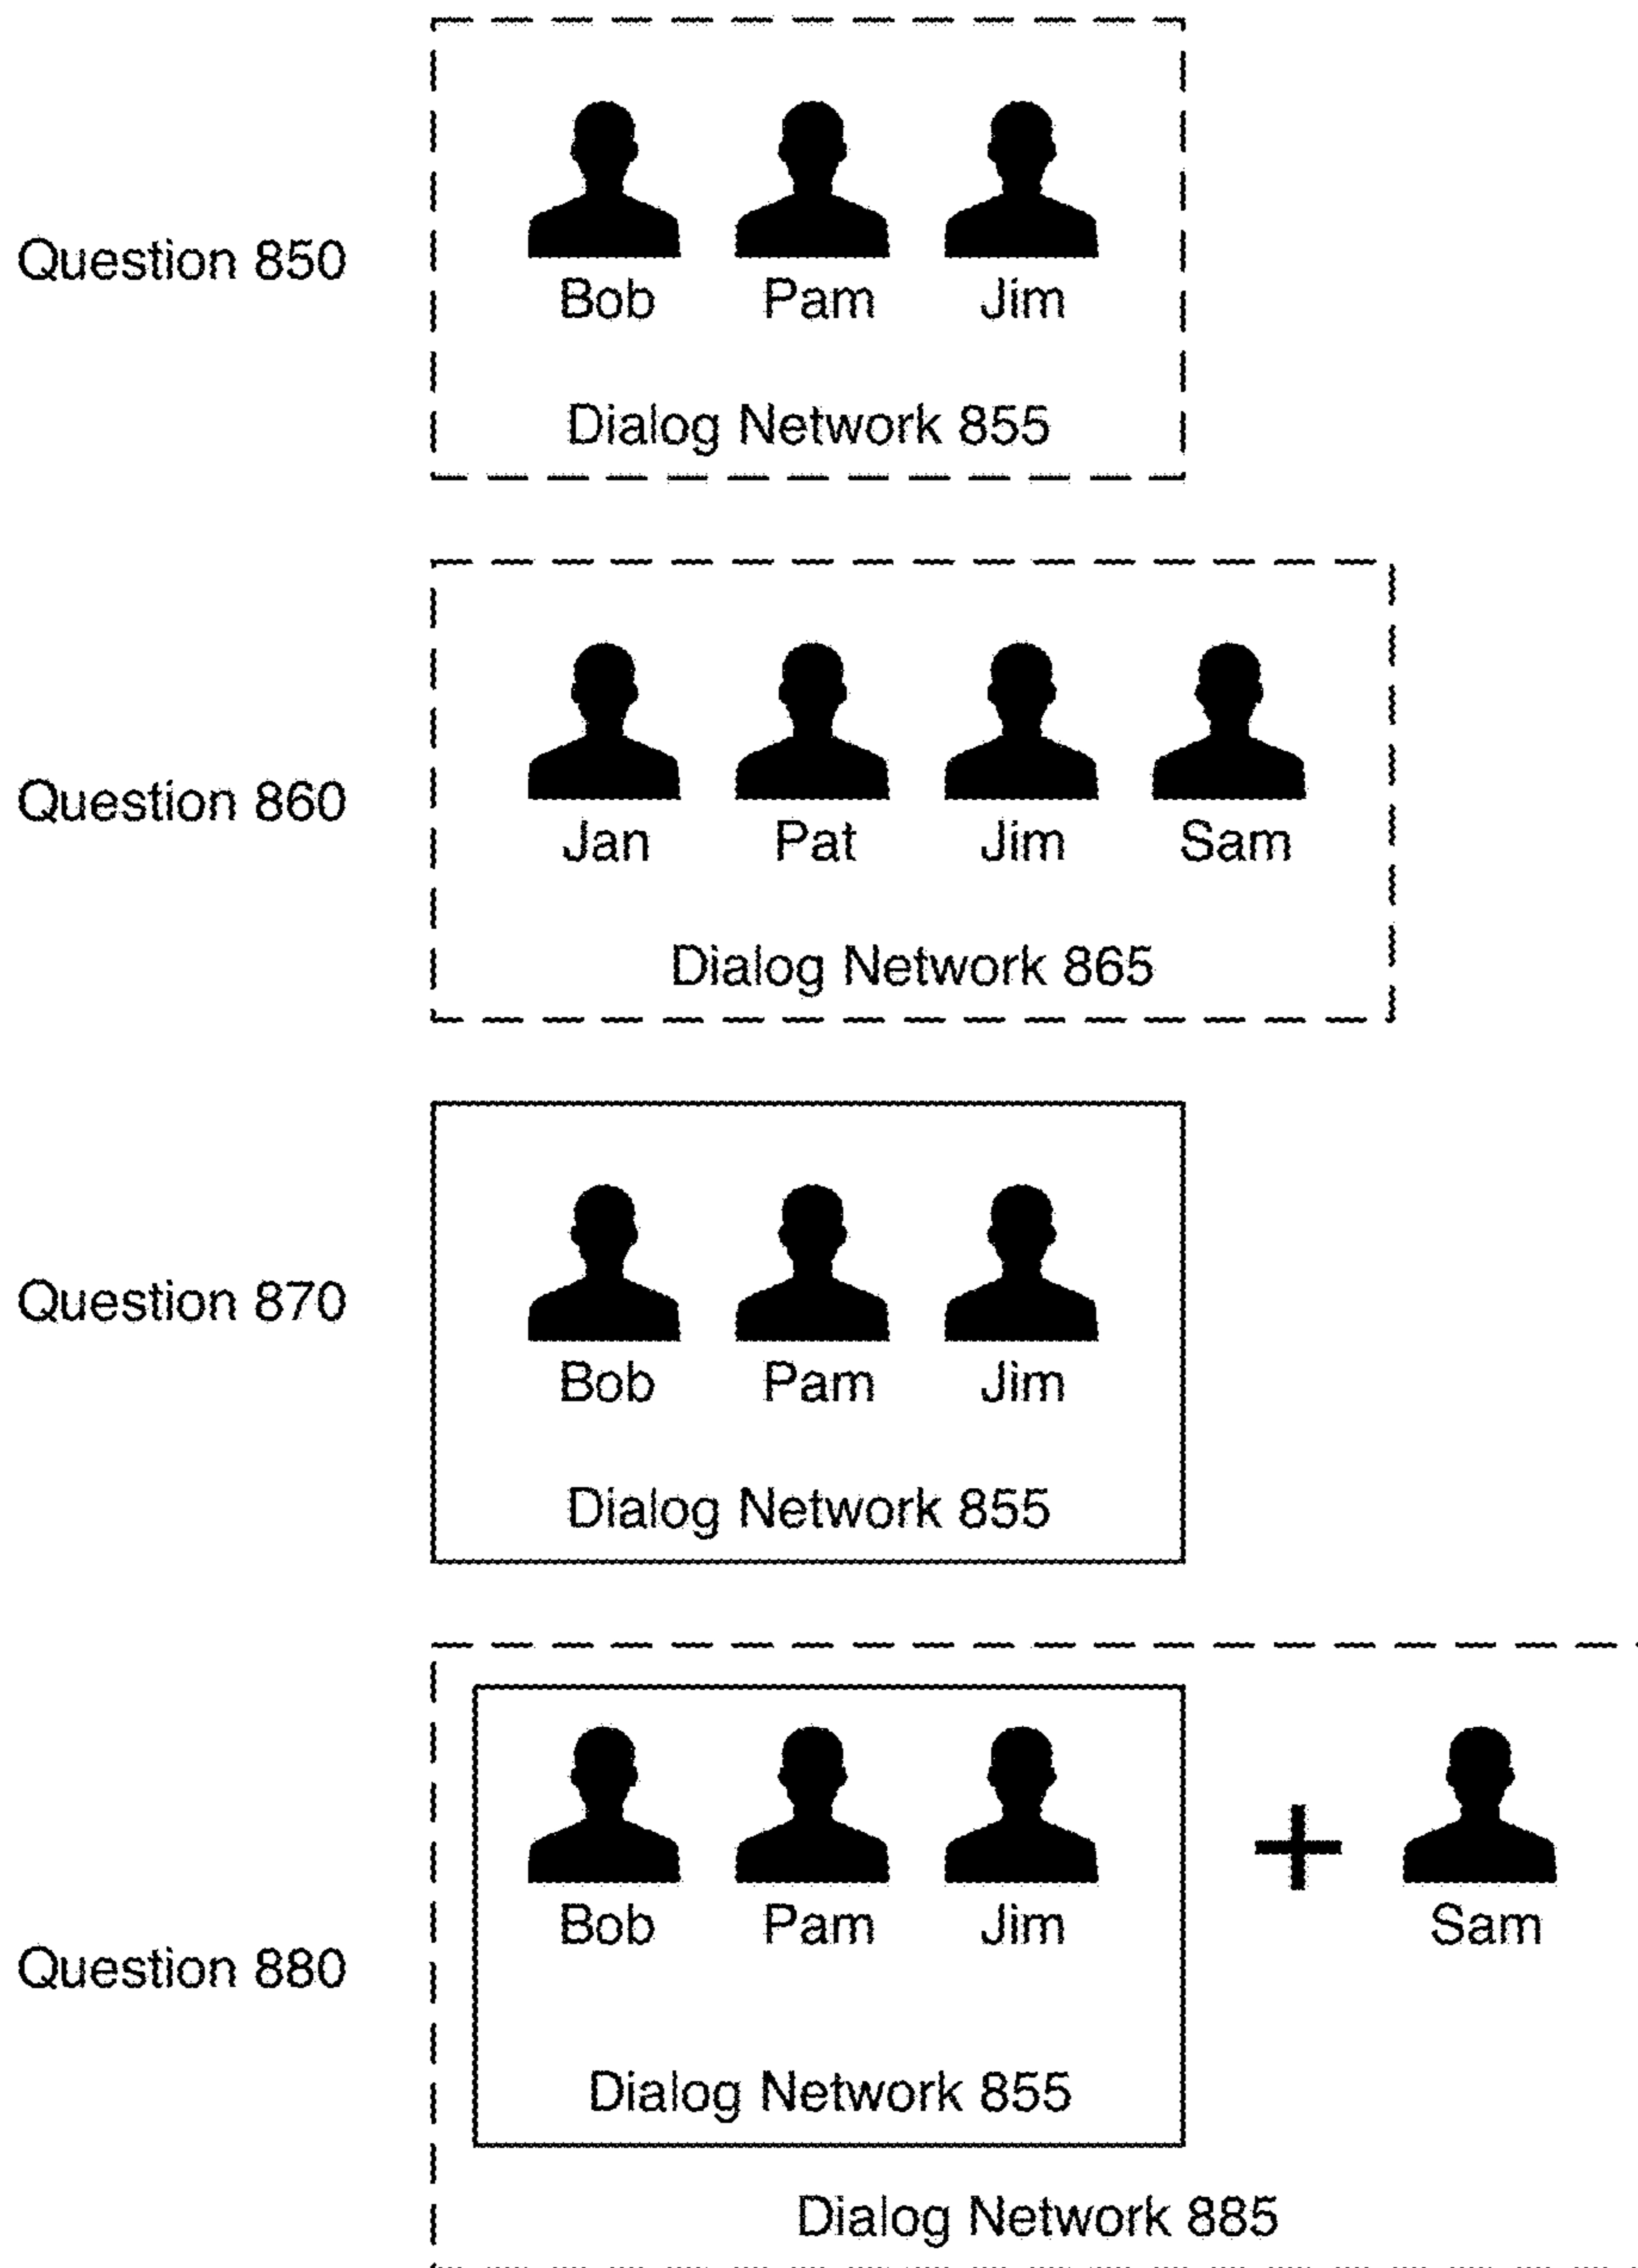 Question 850
Bob Pam Jim
Dialog Network 855
Question 860
Jan Pat Jim Sam
Dialog Network 865
Question 870
Bob Pam Jim
Dialog Network 855
Question 880
Bob Pam Jim + Sam
Dialog Network 855
Dialog Network 885